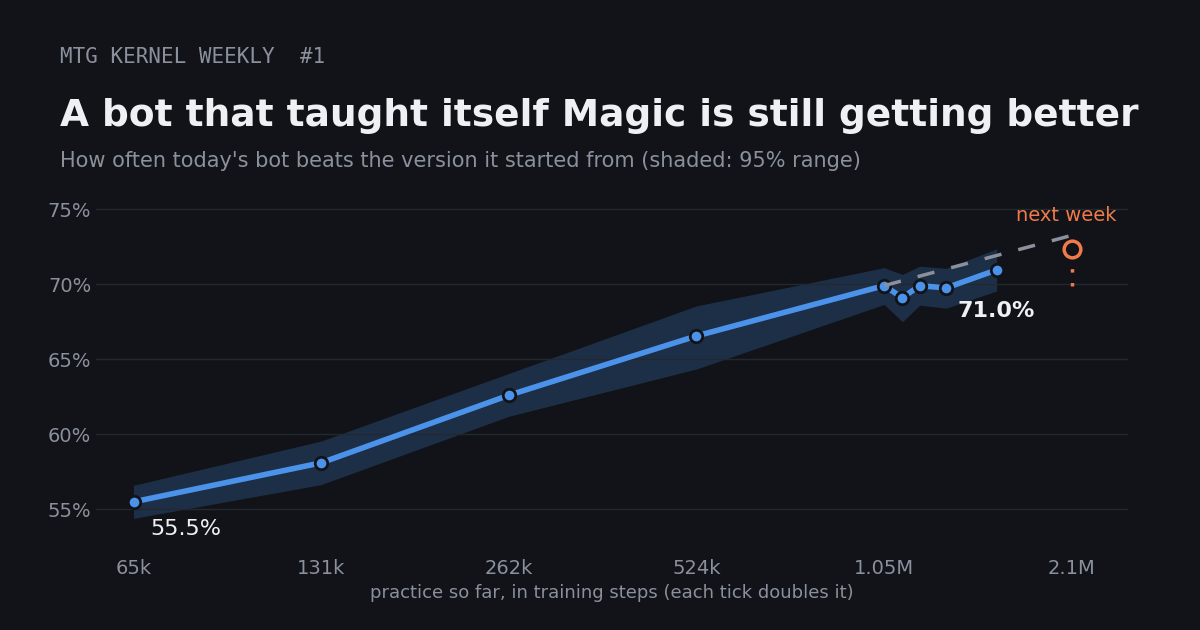 MTG KERNEL WEEKLY  #1
A bot that taught itself Magic is still getting better
How often today's bot beats the version it started from (shaded: 95% range)
75%
next week
70%
71.0%
65%
60%
55%
55.5%
65k 131k 262k 524k 1.05M 2.1M
practice so far, in training steps (each tick doubles it)